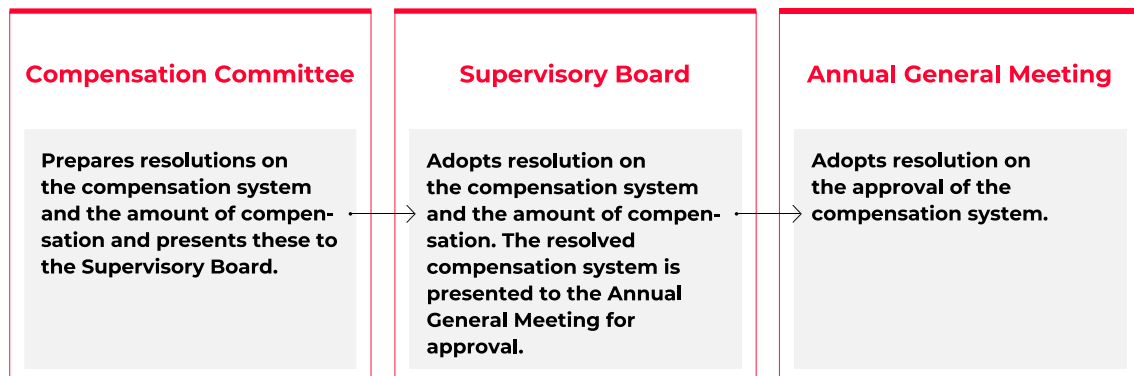 Compensation Committee
Prepares resolutions on
the compensation system
and the amount of compen-
sation and presents these to
the Supervisory Board.
Supervisory Board
Adopts resolution on
the compensation system
and the amount of compen-
sation. The resolved
compensation system is
presented to the Annual
General Meeting for
approval.
Annual General Meeting
Adopts resolution on
the approval of the
compensation system.